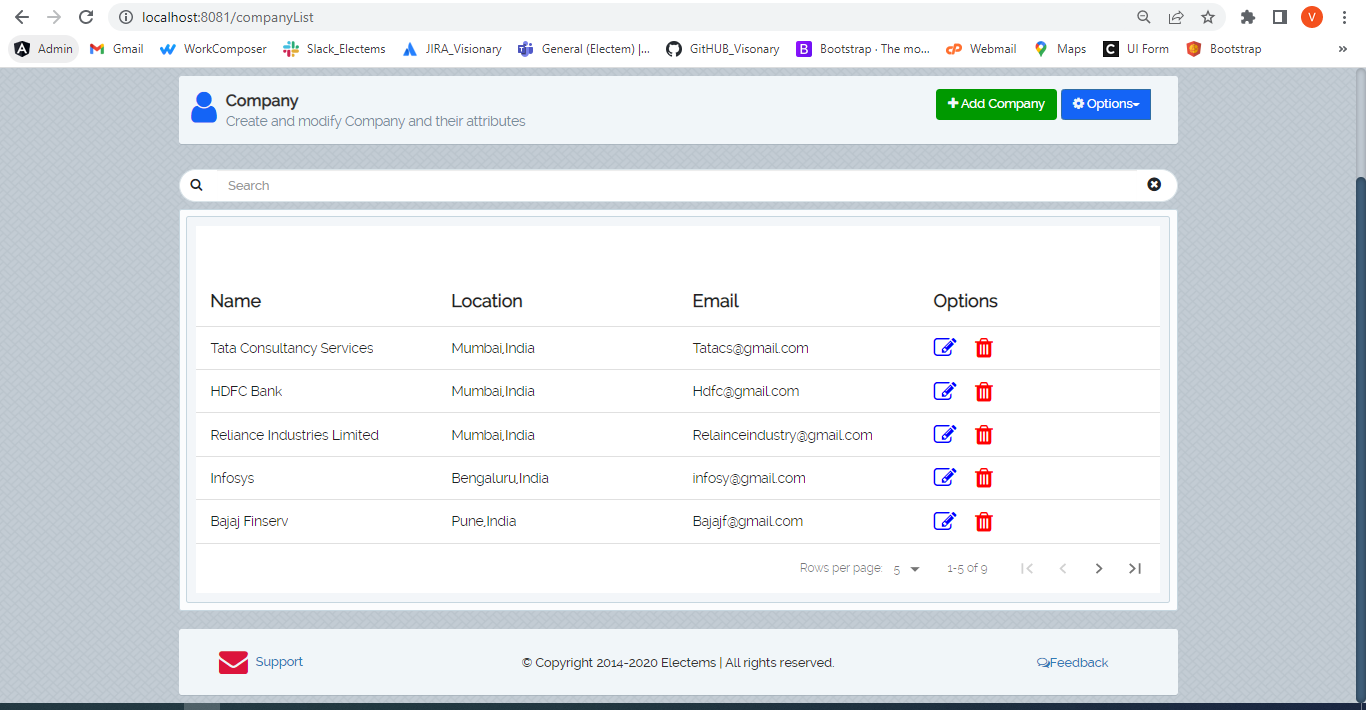 localhost:8081/companyList
V
Admin Gmail WorkComposer Slack_Electems JIRA_Visionary General (Electem) |... GitHUB_Visonary B Bootstrap · The mo... Webmail Maps C UI Form Bootstrap »
Company
Create and modify Company and their attributes
Add Company Options
Search
Name Location Email Options
Tata Consultancy Services Mumbai,India Tatacs@gmail.com
HDFC Bank Mumbai,India Hdfc@gmail.com
Reliance Industries Limited Mumbai,India Relainceindustry@gmail.com
Infosys Bengaluru,India infosy@gmail.com
Bajaj Finserv Pune,India Bajajf@gmail.com
Rows per page: 5 1-5 of 9
Support © Copyright 2014-2020 Electems | All rights reserved. Feedback